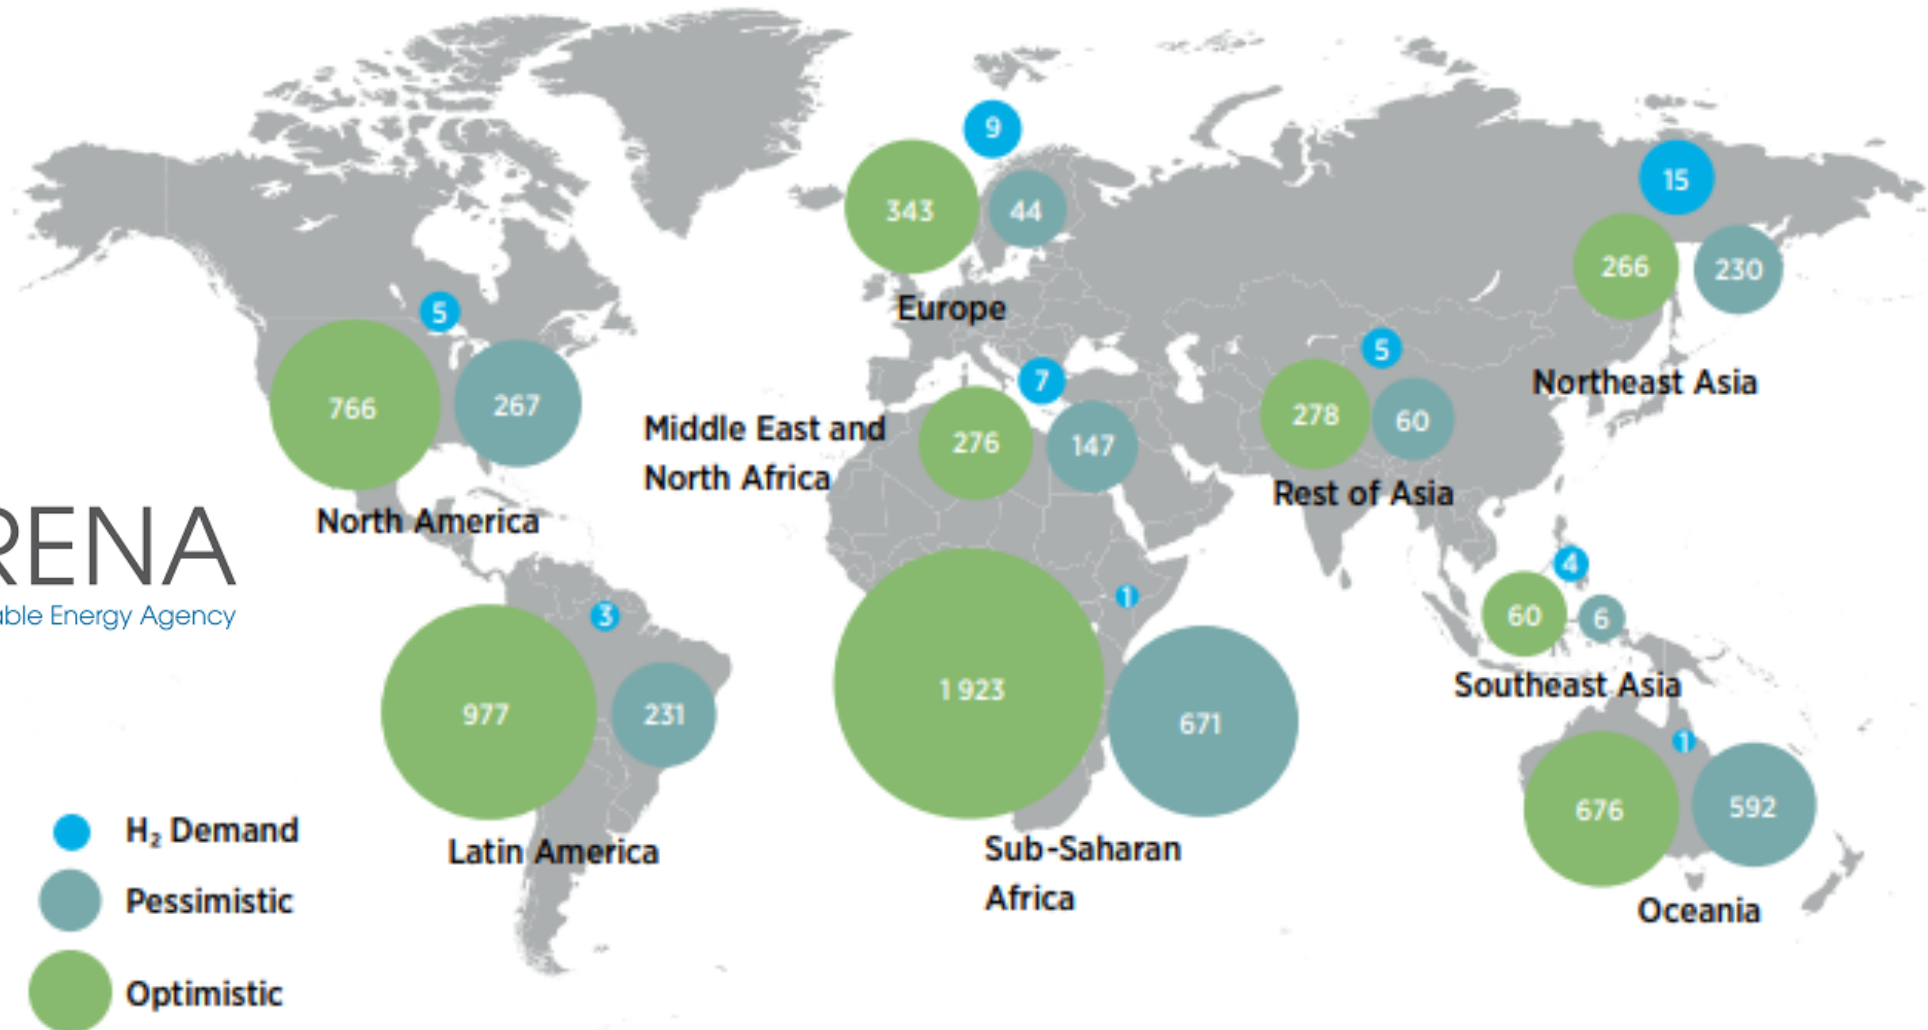 9
343
44
Europe
15
266
230
Northeast Asia
5
766
267
North America
7
276
147
Middle East and
North Africa
5
278
60
Rest of Asia
RENA
able Energy Agency
3
977
231
Latin America
1
1 923
671
Sub-Saharan
Africa
4
60
6
Southeast Asia
1
676
592
Oceania
H₂ Demand
Pessimistic
Optimistic